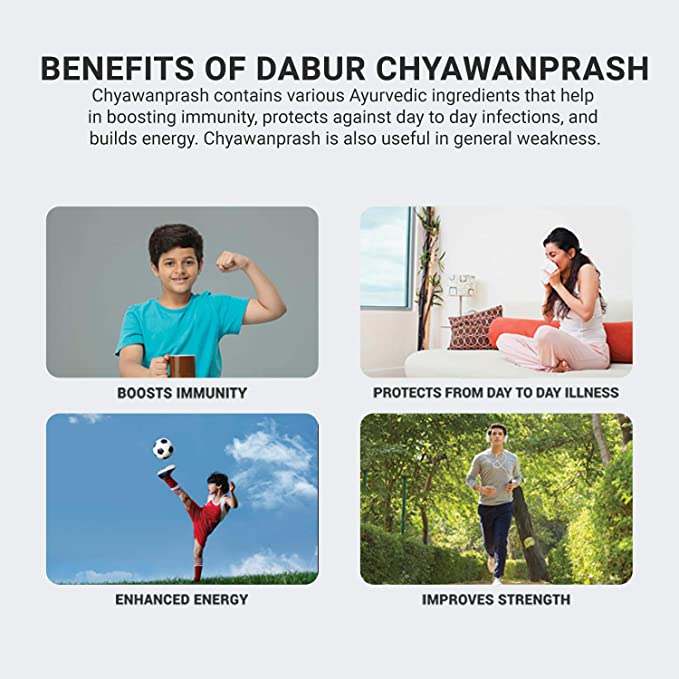 BENEFITS OF DABUR CHYAWANPRASH
Chyawanprash contains various Ayurvedic ingredients that help
in boosting immunity, protects against day to day infections, and
builds energy. Chyawanprash is also useful in general weakness.
BOOSTS IMMUNITY
PROTECTS FROM DAY TO DAY ILLNESS
ENHANCED ENERGY
IMPROVES STRENGTH